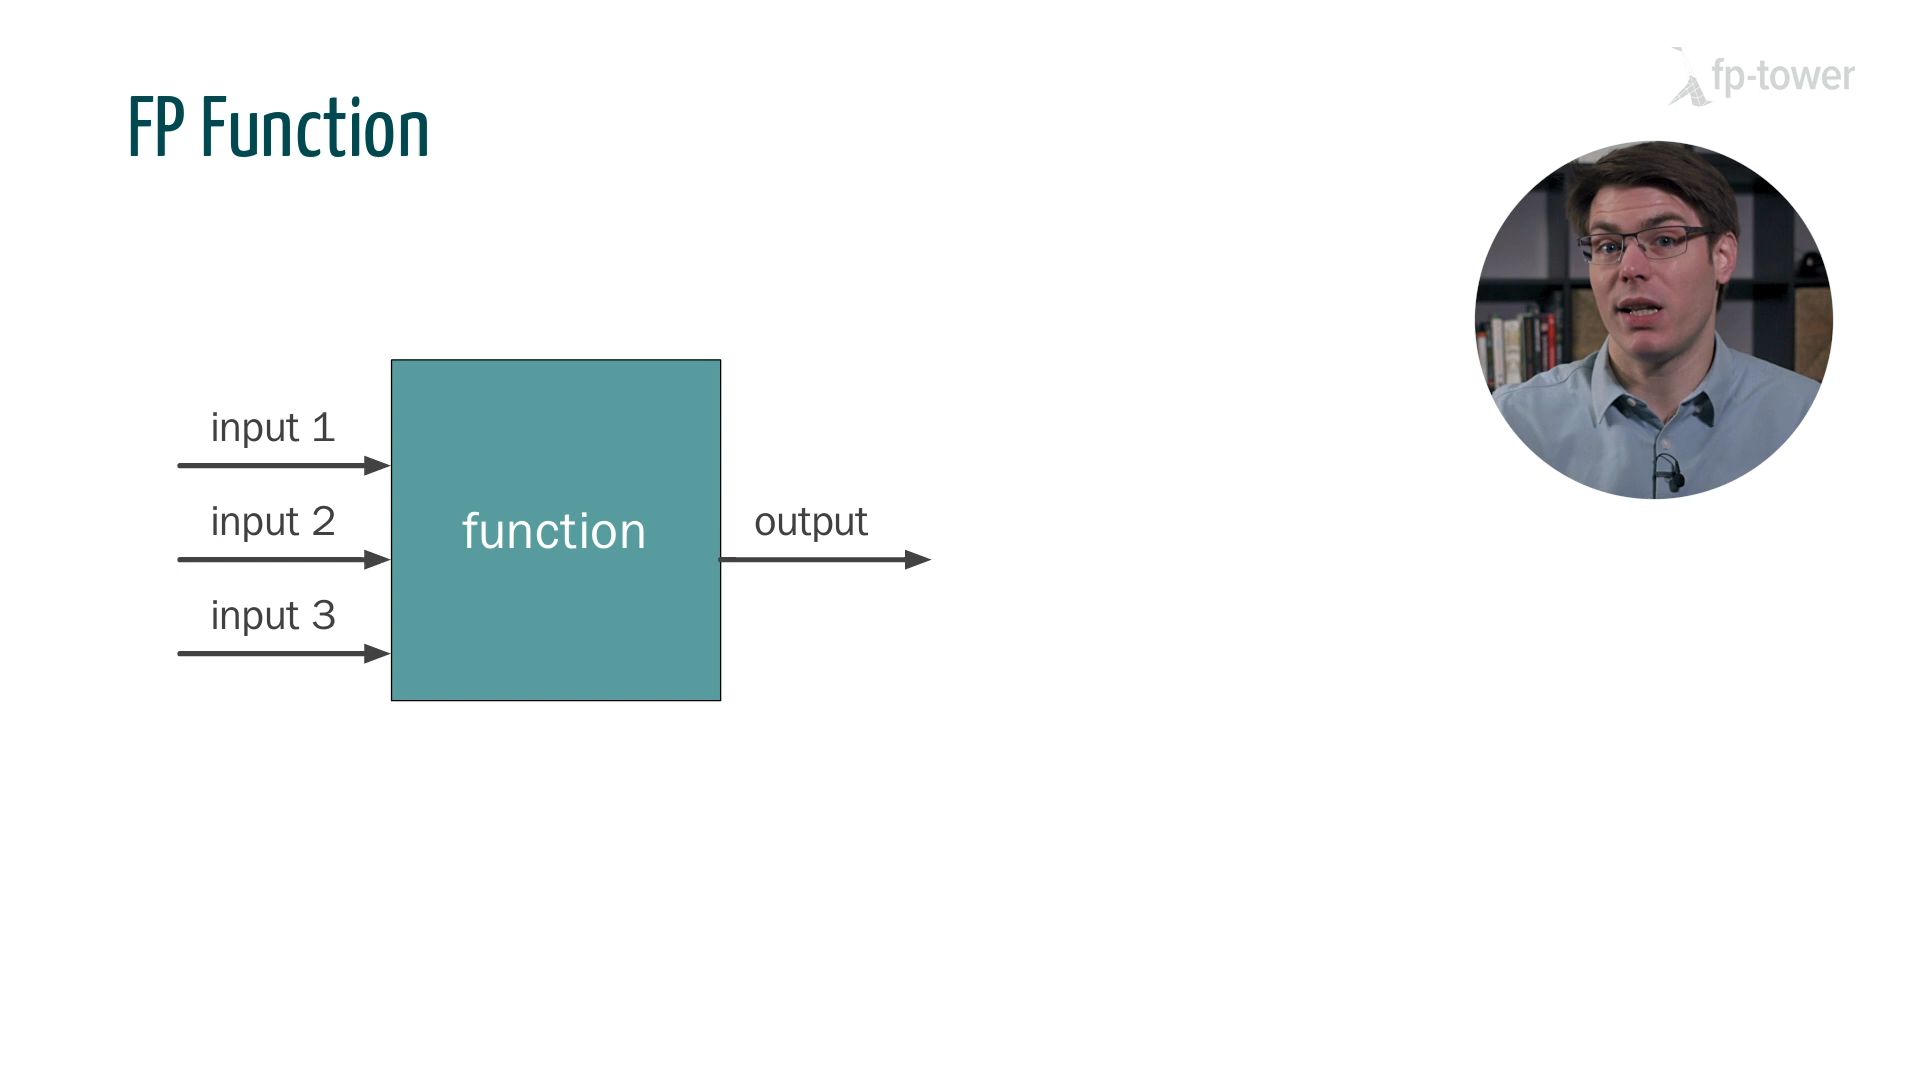 fp-tower
FP Function
input 1
input 2
input 3
function
output